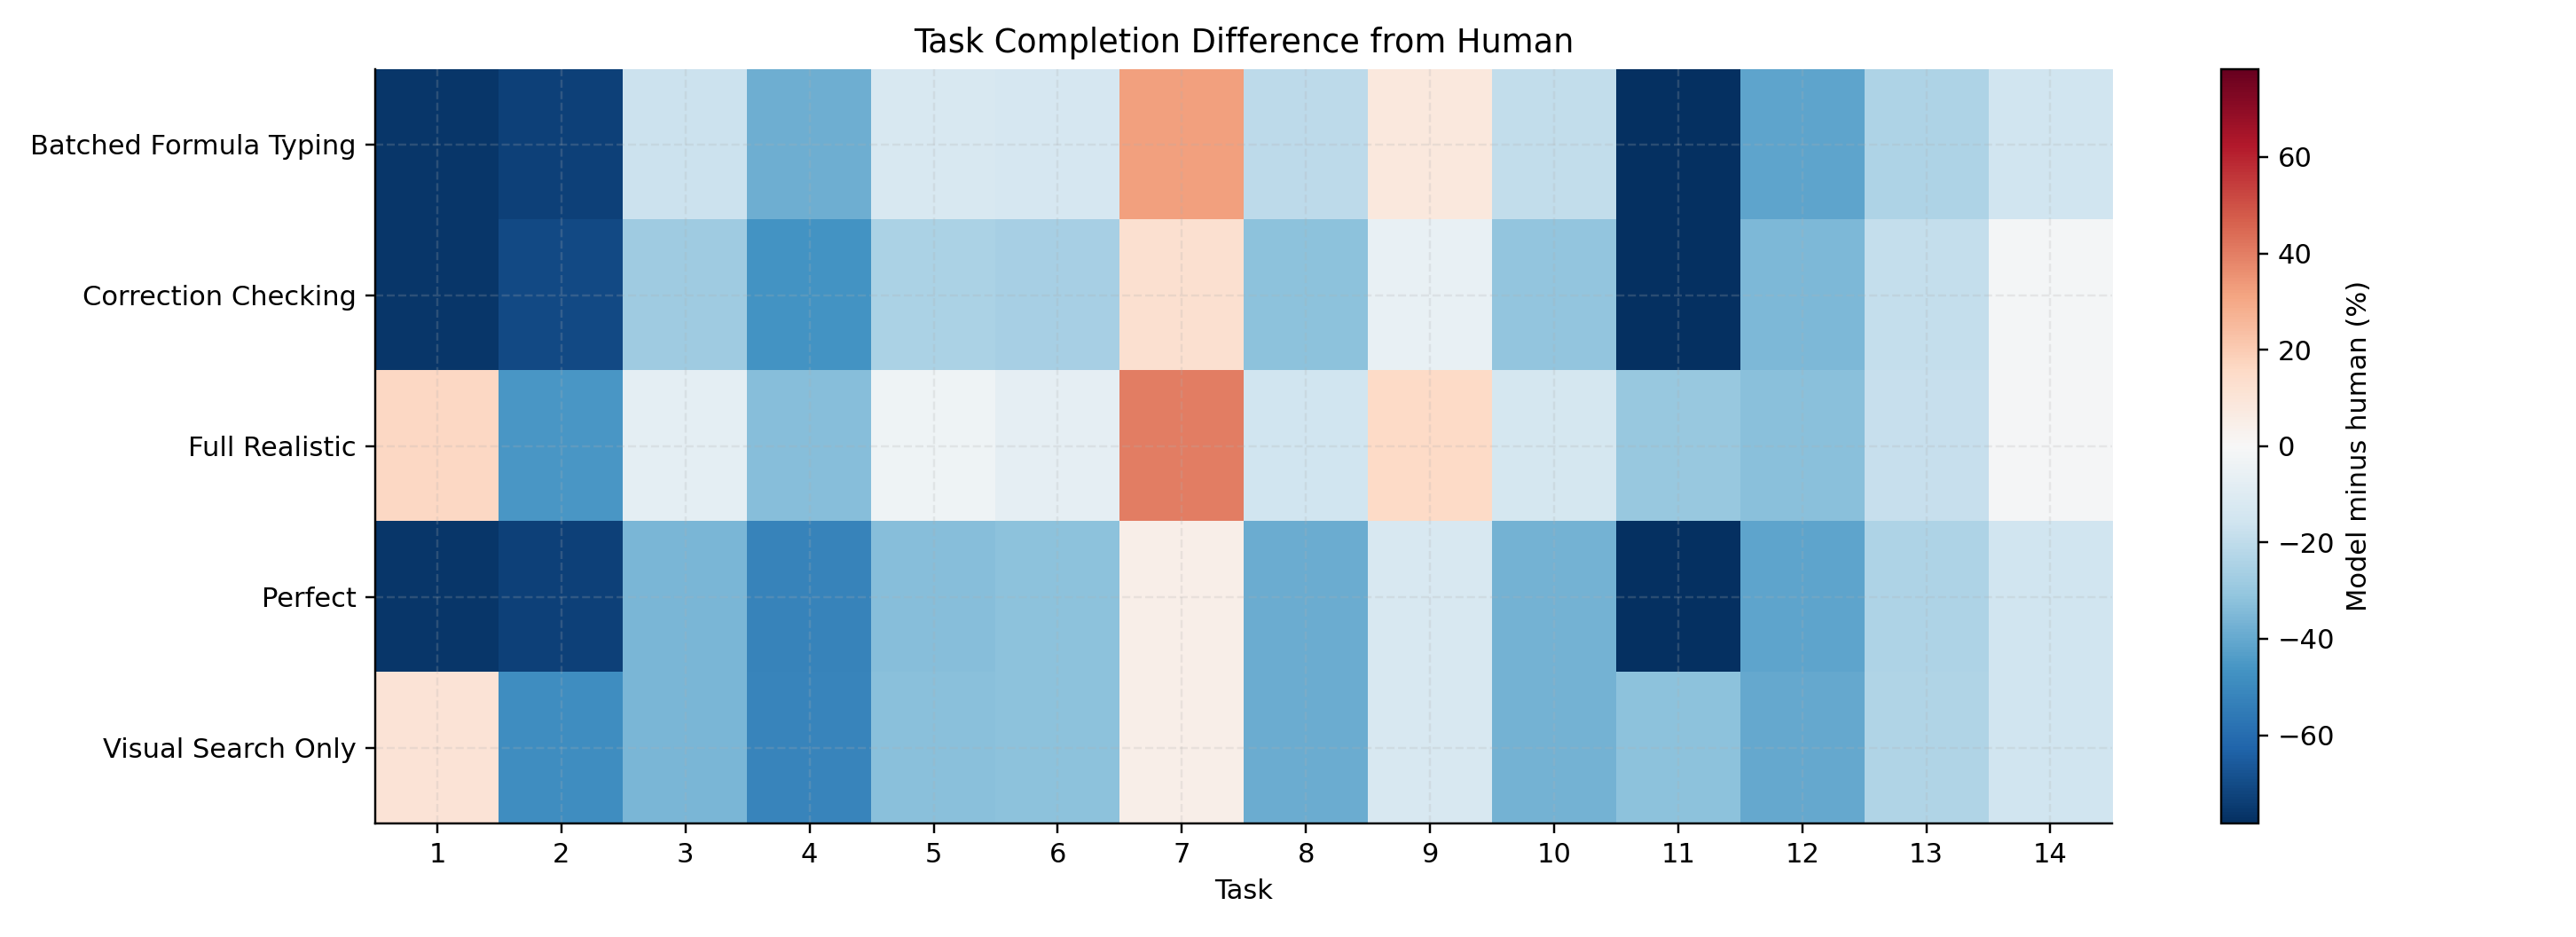 Task Completion Difference from Human
Batched Formula Typing
Correction Checking
Full Realistic
Perfect
Visual Search Only
1 2 3 4 5 6 7 8 9 10 11 12 13 14
Task
60
40
20
0
−20
−40
−60
Model minus human (%)